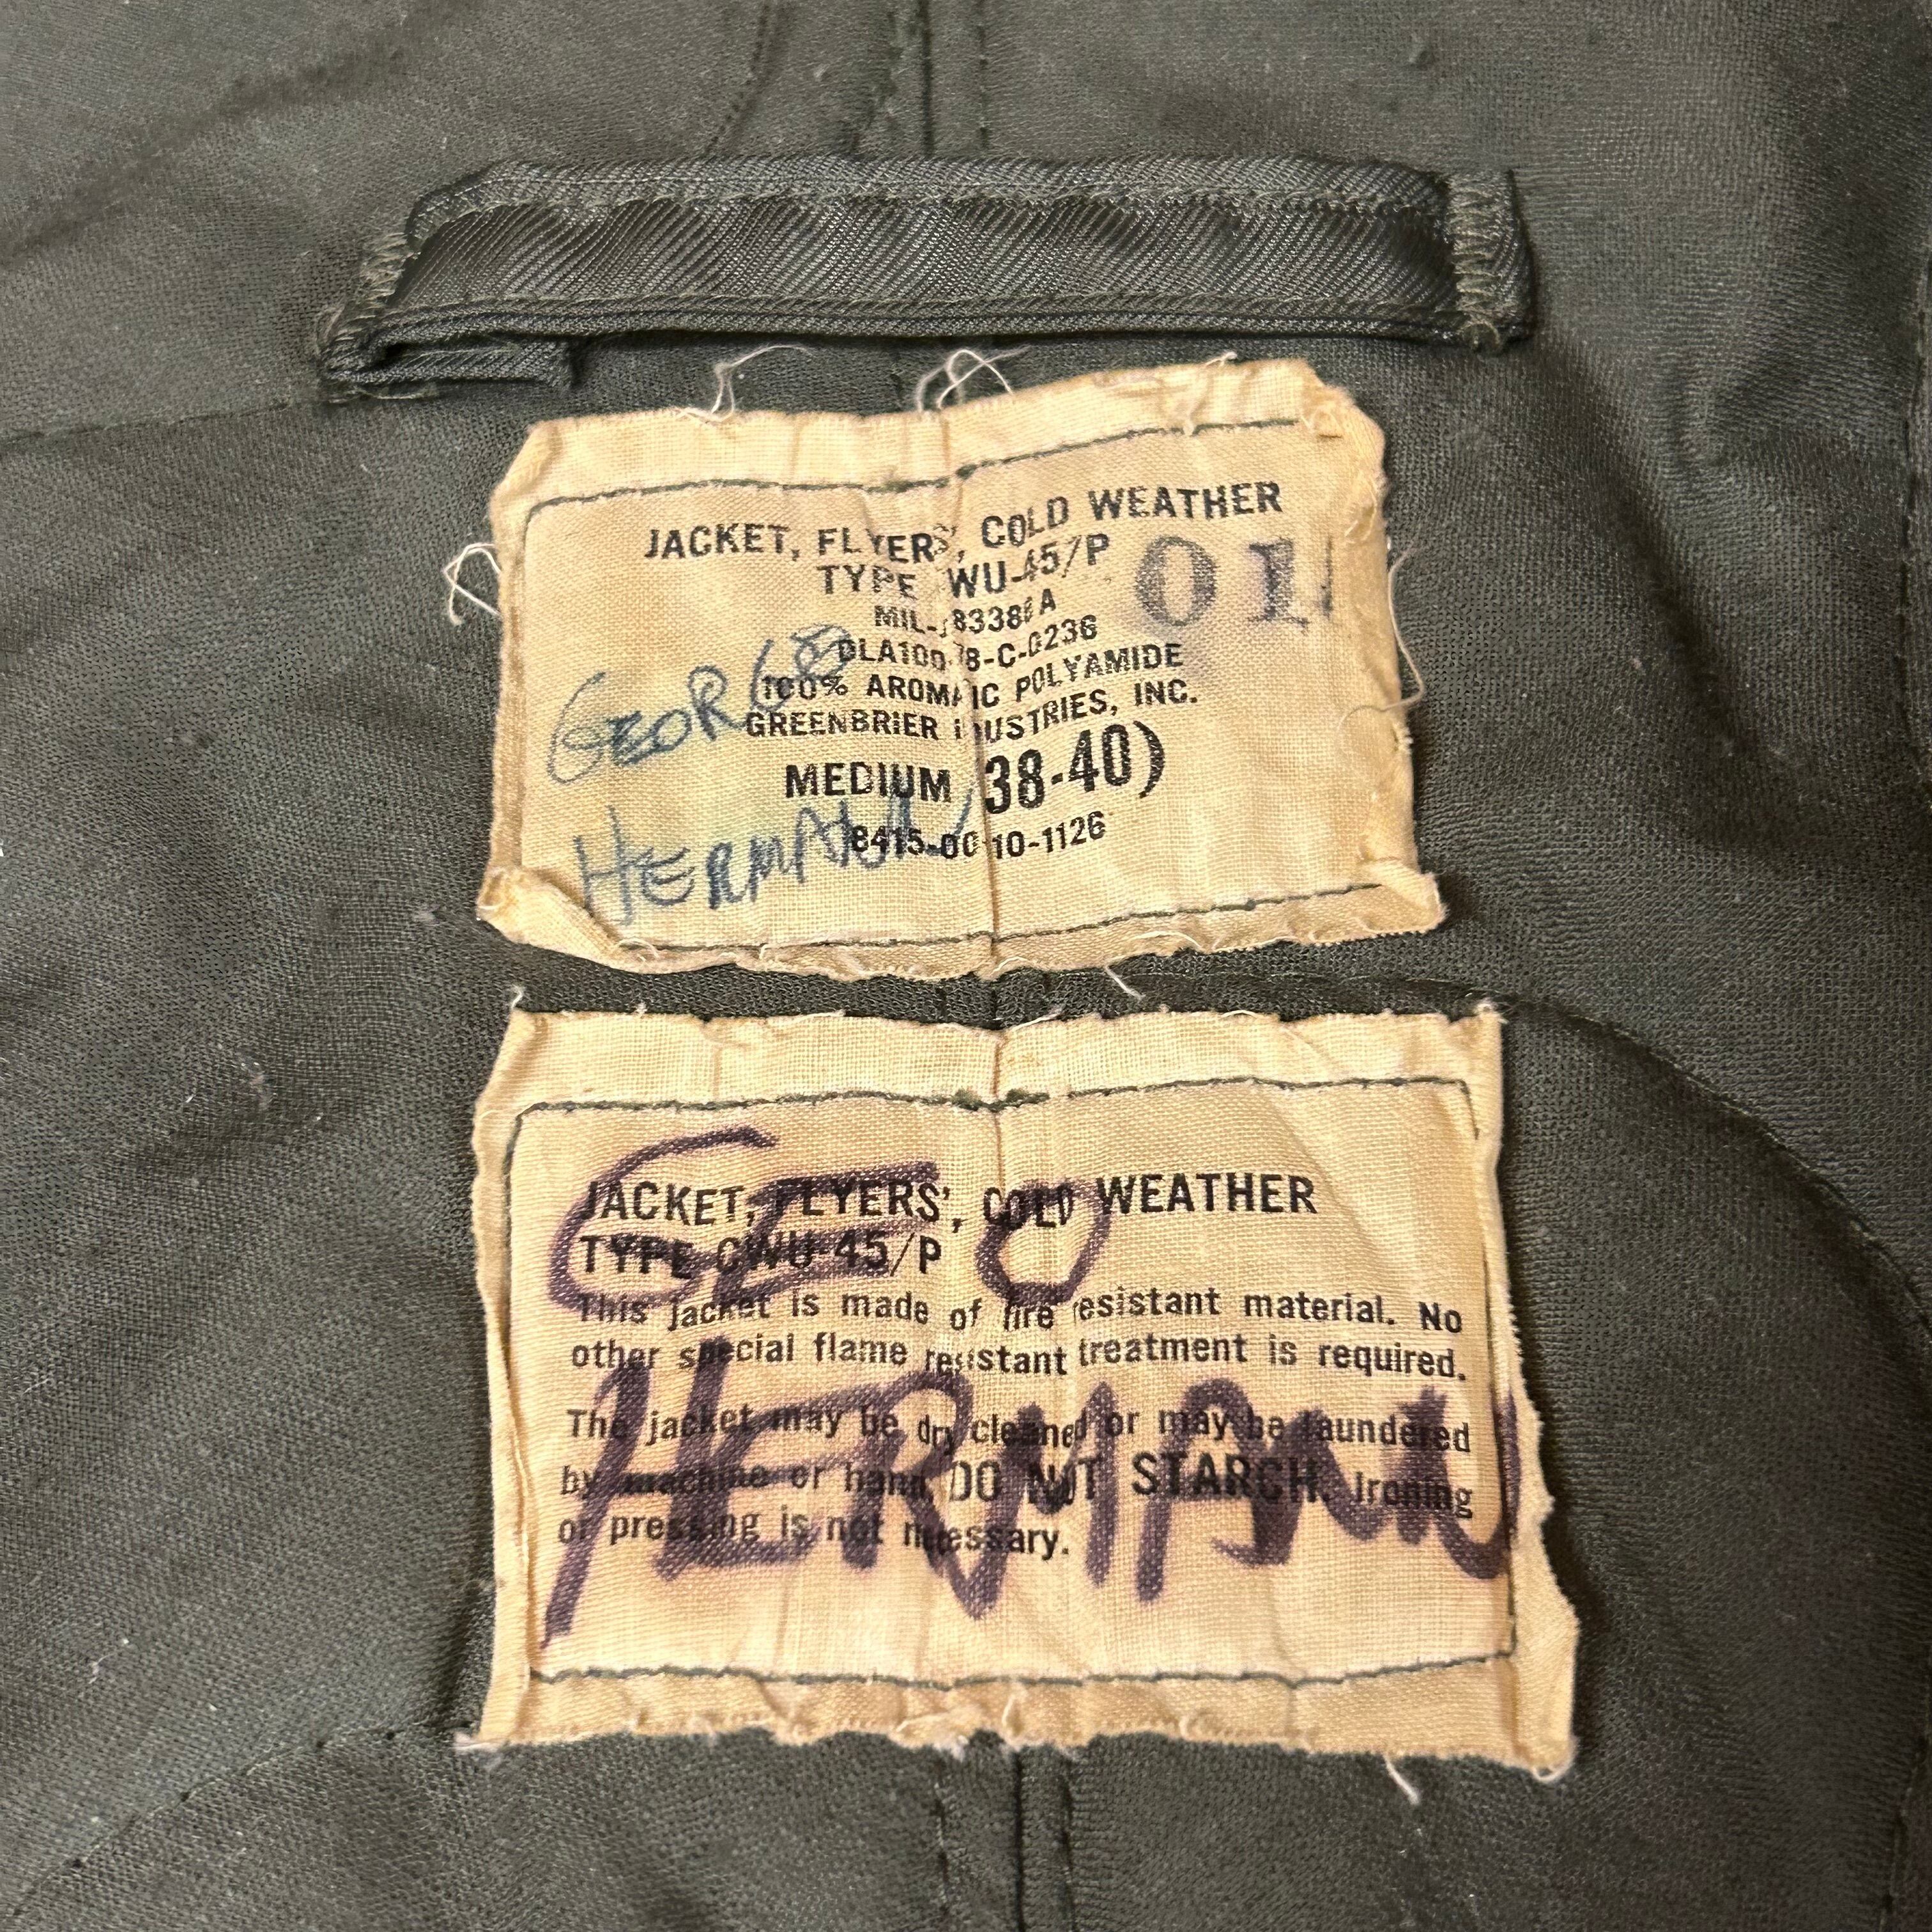 JACKET, FLYERS', COLD WEATHER
TYPE WU-45/P
01
MIL-J 83388A
DLA100-78-C-0236
100% AROMATIC POLYAMIDE
GREENBRIER INDUSTRIES, INC.
MEDIUM (38-40)
8415-00 10-1126
GEORGE
HERMANN
JACKET, FLYERS', COLD WEATHER
TYPE CWU-45/P
This jacket is made of fire resistant material. No
other special flame resistant treatment is required.
The jacket may be dry cleaned or may be laundered
by machine or hand. DO NOT STARCH. Ironing
or pressing is not necessary.
GEO
HERMANN